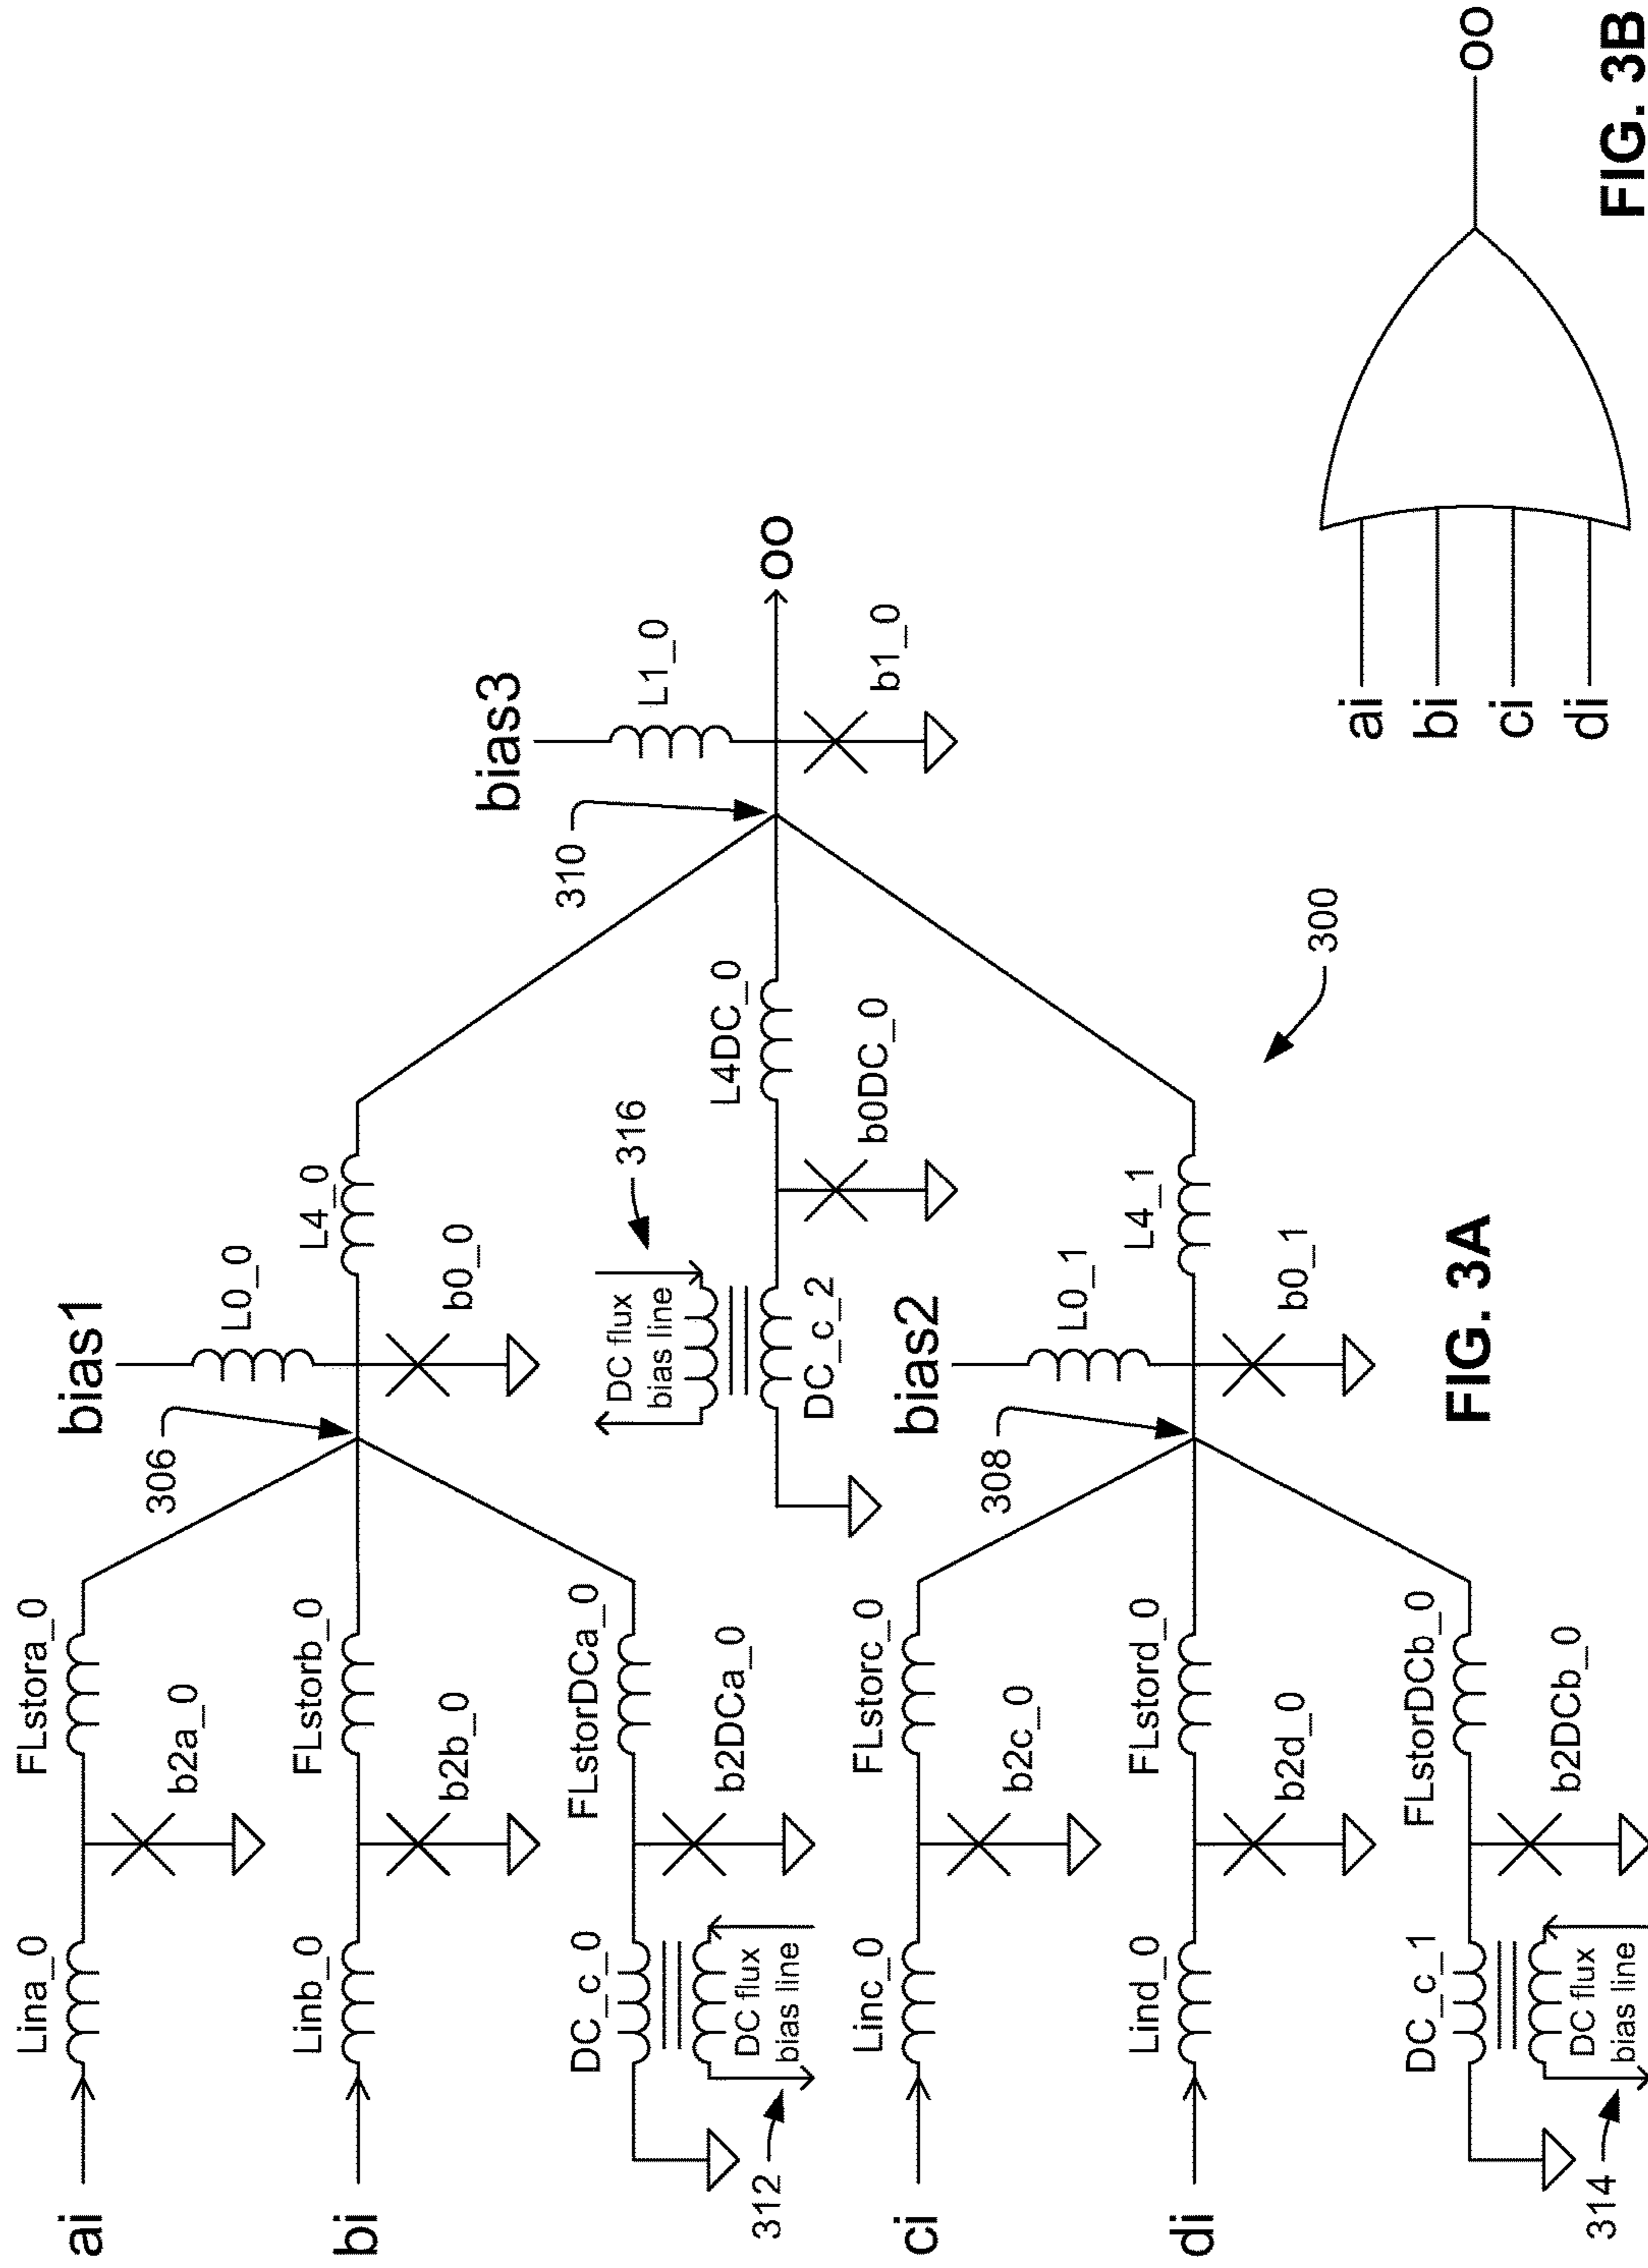 ai
Lina_0
FLstora_0
b2a_0
bi
Linb_0
FLstorb_0
b2b_0
DC_c_0
FLstorDCa_0
b2DCa_0
DC flux
bias line
312
306
bias1
L0_0
L4_0
b0_0
DC flux
bias line
316
DC_c_2
L4DC_0
b0DC_0
310
bias3
L1_0
b1_0
oo
ci
Linc_0
FLstorc_0
b2c_0
di
Lind_0
FLstord_0
b2d_0
DC_c_1
FLstorDCb_0
b2DCb_0
DC flux
bias line
314
308
bias2
L0_1
L4_1
b0_1
300
FIG. 3A
ai
bi
ci
di
oo
FIG. 3B